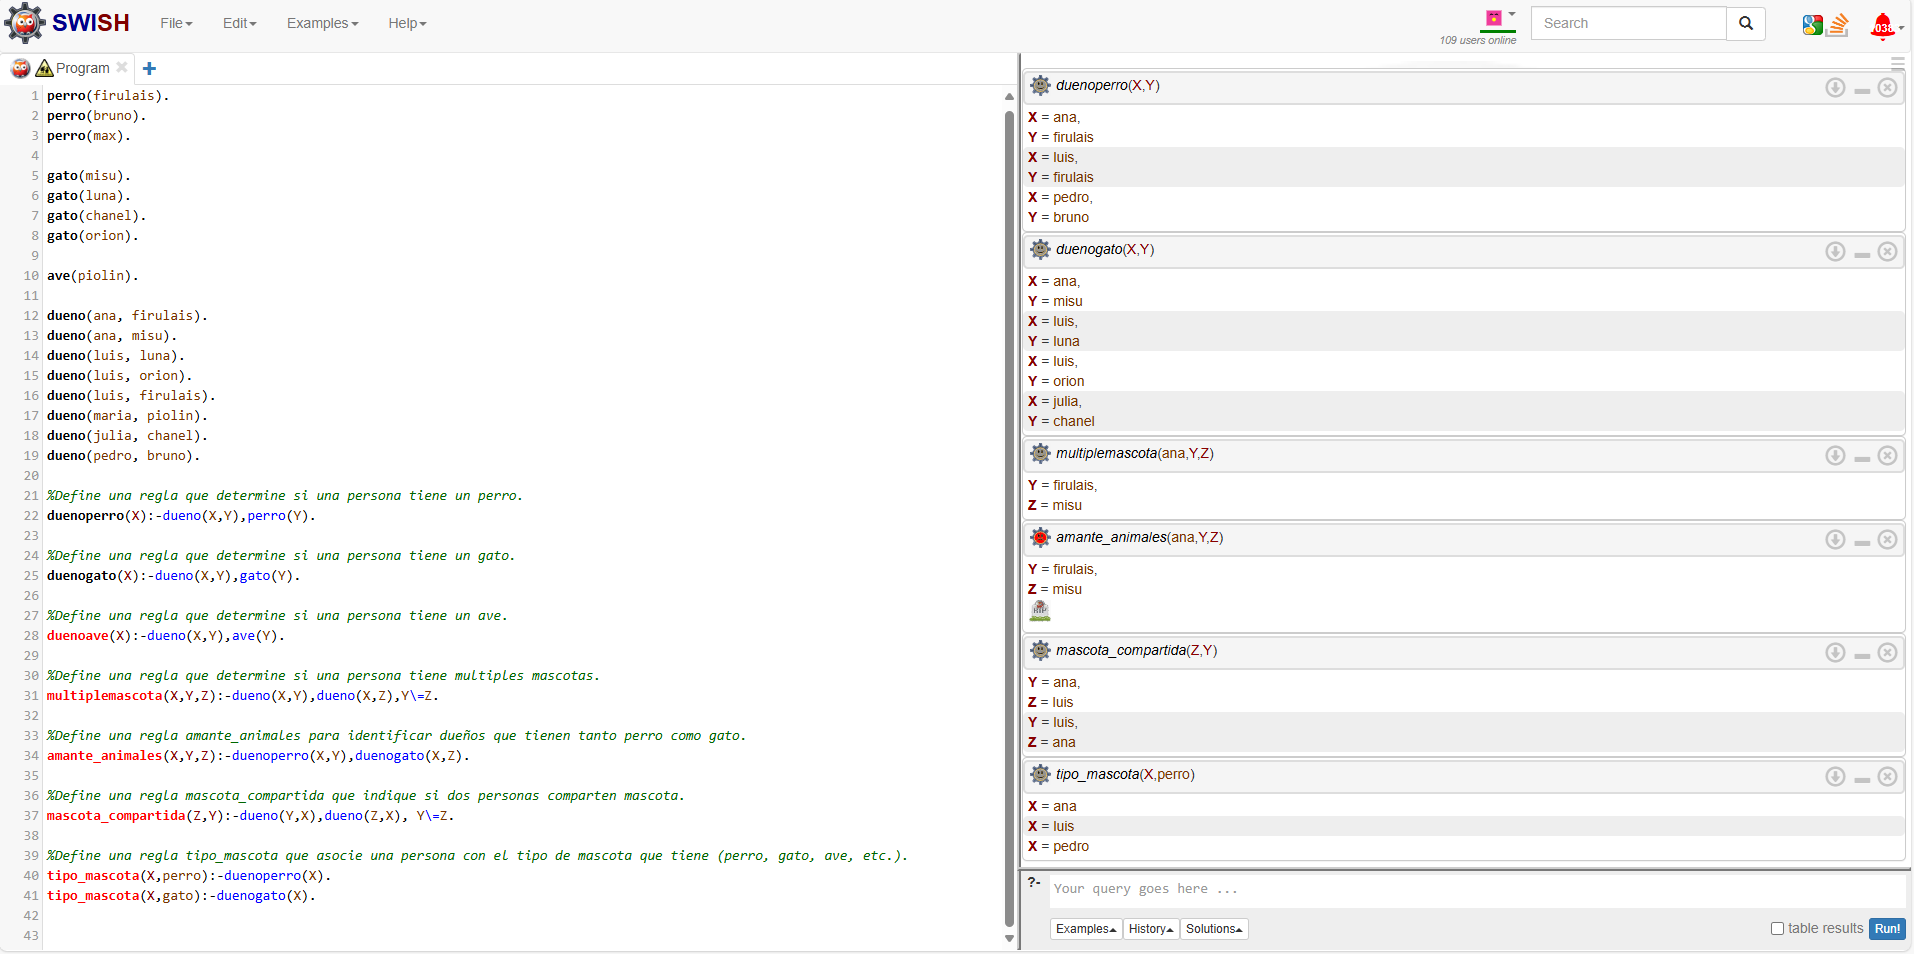 SWISH File Edit Examples Help
109 users online
Search
Program
1 perro(firulais).
2 perro(bruno).
3 perro(max).
4
5 gato(misu).
6 gato(luna).
7 gato(chanel).
8 gato(orion).
9
10 ave(piolin).
11
12 dueno(ana, firulais).
13 dueno(ana, misu).
14 dueno(luis, luna).
15 dueno(luis, orion).
16 dueno(luis, firulais).
17 dueno(maria, piolin).
18 dueno(julia, chanel).
19 dueno(pedro, bruno).
20
21 %Define una regla que determine si una persona tiene un perro.
22 duenoperro(X):-dueno(X,Y),perro(Y).
23
24 %Define una regla que determine si una persona tiene un gato.
25 duenogato(X):-dueno(X,Y),gato(Y).
26
27 %Define una regla que determine si una persona tiene un ave.
28 duenoave(X):-dueno(X,Y),ave(Y).
29
30 %Define una regla que determine si una persona tiene multiples mascotas.
31 multiplemascota(X,Y,Z):-dueno(X,Y),dueno(X,Z),Y\=Z.
32
33 %Define una regla amante_animales para identificar dueños que tienen tanto perro como gato.
34 amante_animales(X,Y,Z):-duenoperro(X,Y),duenogato(X,Z).
35
36 %Define una regla mascota_compartida que indique si dos personas comparten mascota.
37 mascota_compartida(Z,Y):-dueno(Y,X),dueno(Z,X), Y\=Z.
38
39 %Define una regla tipo_mascota que asocie una persona con el tipo de mascota que tiene (perro, gato, ave, etc.).
40 tipo_mascota(X,perro):-duenoperro(X).
41 tipo_mascota(X,gato):-duenogato(X).
42
43
duenoperro(X,Y)
X = ana,
Y = firulais
X = luis,
Y = firulais
X = pedro,
Y = bruno
duenogato(X,Y)
X = ana,
Y = misu
X = luis,
Y = luna
X = luis,
Y = orion
X = julia,
Y = chanel
multiplemascota(ana,Y,Z)
Y = firulais,
Z = misu
amante_animales(ana,Y,Z)
Y = firulais,
Z = misu
RIP
mascota_compartida(Z,Y)
Y = ana,
Z = luis
Y = luis,
Z = ana
tipo_mascota(X,perro)
X = ana
X = luis
X = pedro
?- Your query goes here ...
Examples History Solutions table results Run!